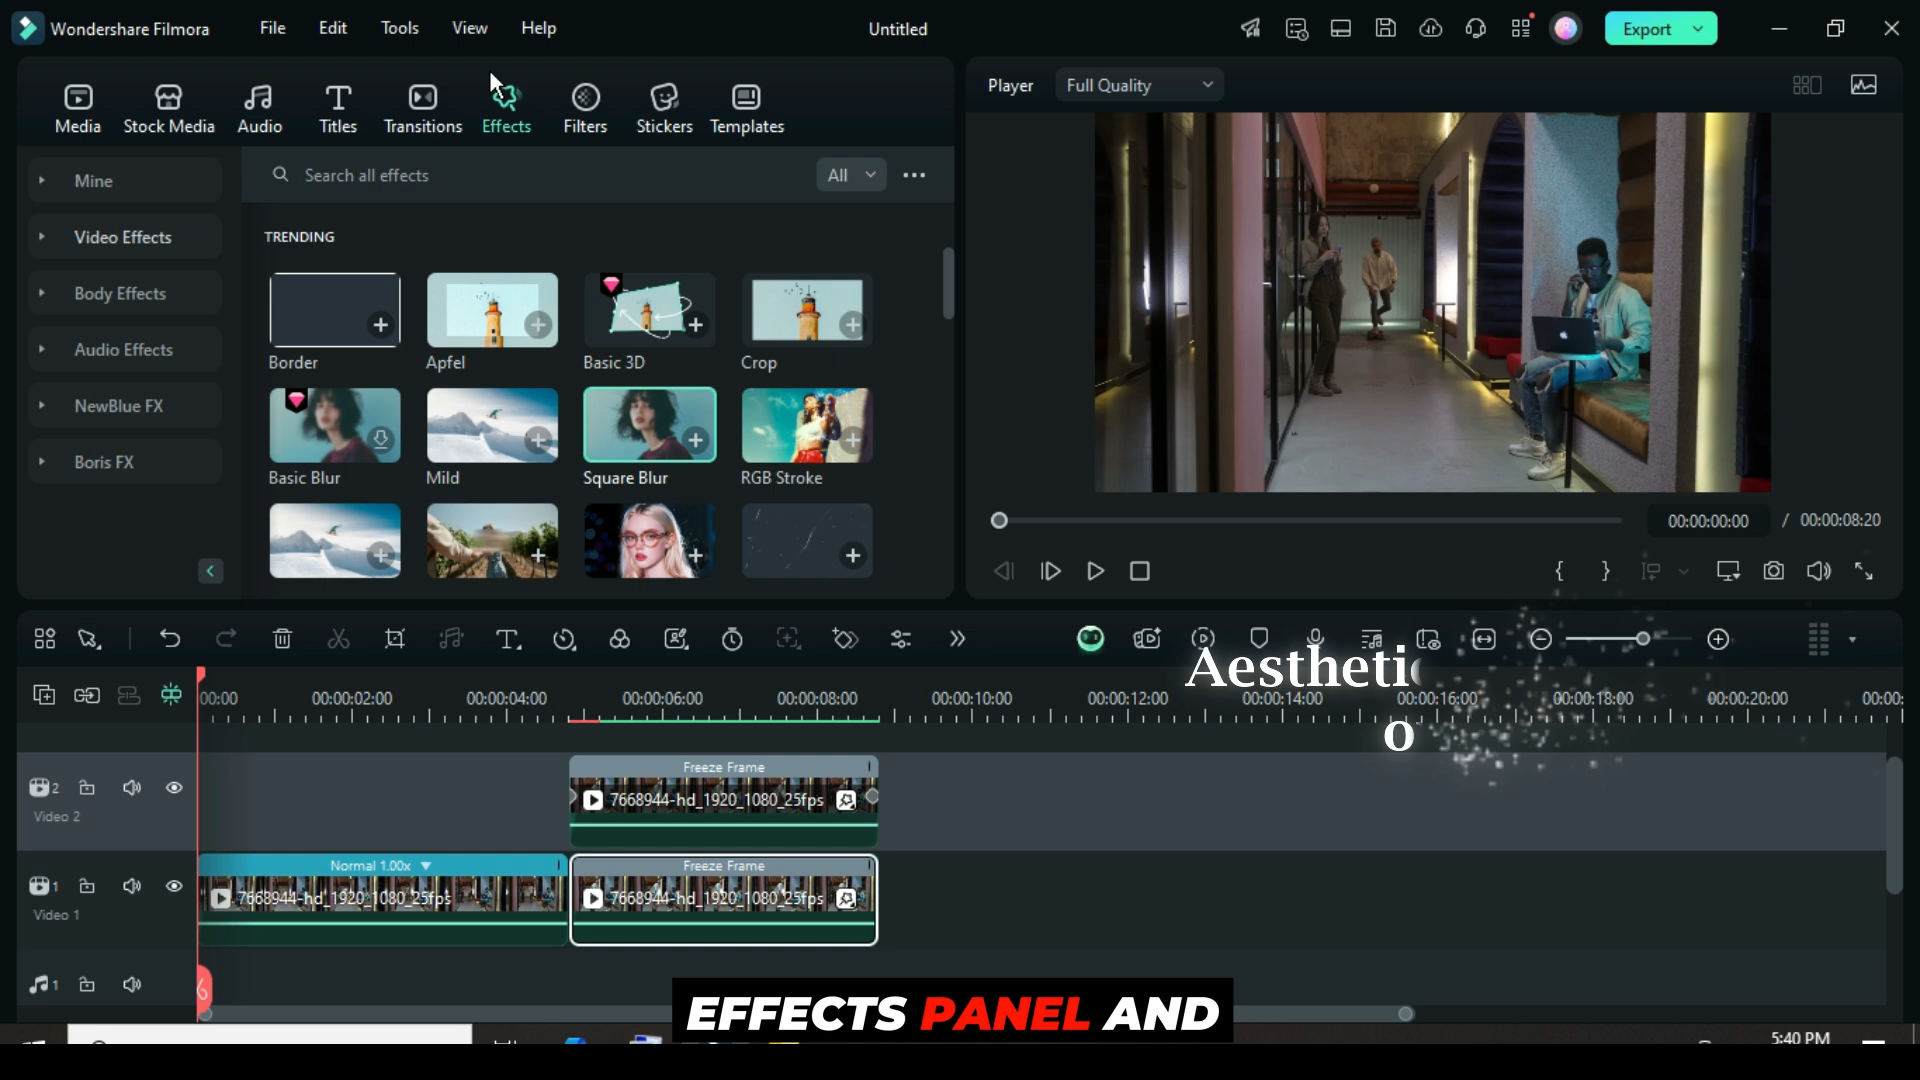 Wondershare Filmora
File
Edit
Tools
View
Help
Untitled
Export
Media
Stock Media
Audio
Titles
Transitions
Effects
Filters
Stickers
Templates
Player
Full Quality
Mine
Video Effects
Body Effects
Audio Effects
NewBlue FX
Boris FX
Search all effects
All
TRENDING
Border
Apfel
Basic 3D
Crop
Basic Blur
Mild
Square Blur
RGB Stroke
00:00:00:00 / 00:00:08:20
Aesthetic
o
00:00
00:00:02:00
00:00:04:00
00:00:06:00
00:00:08:00
00:00:10:00
00:00:12:00
00:00:14:00
00:00:16:00
00:00:18:00
00:00:20:00
00:00:
Freeze Frame
7668944-hd_1920_1080_25fps
2
Video 2
Normal 1.00x
7668944-hd_1920_1080_25fps
Freeze Frame
7668944-hd_1920_1080_25fps
1
Video 1
1
EFFECTS PANEL AND
5:40 PM